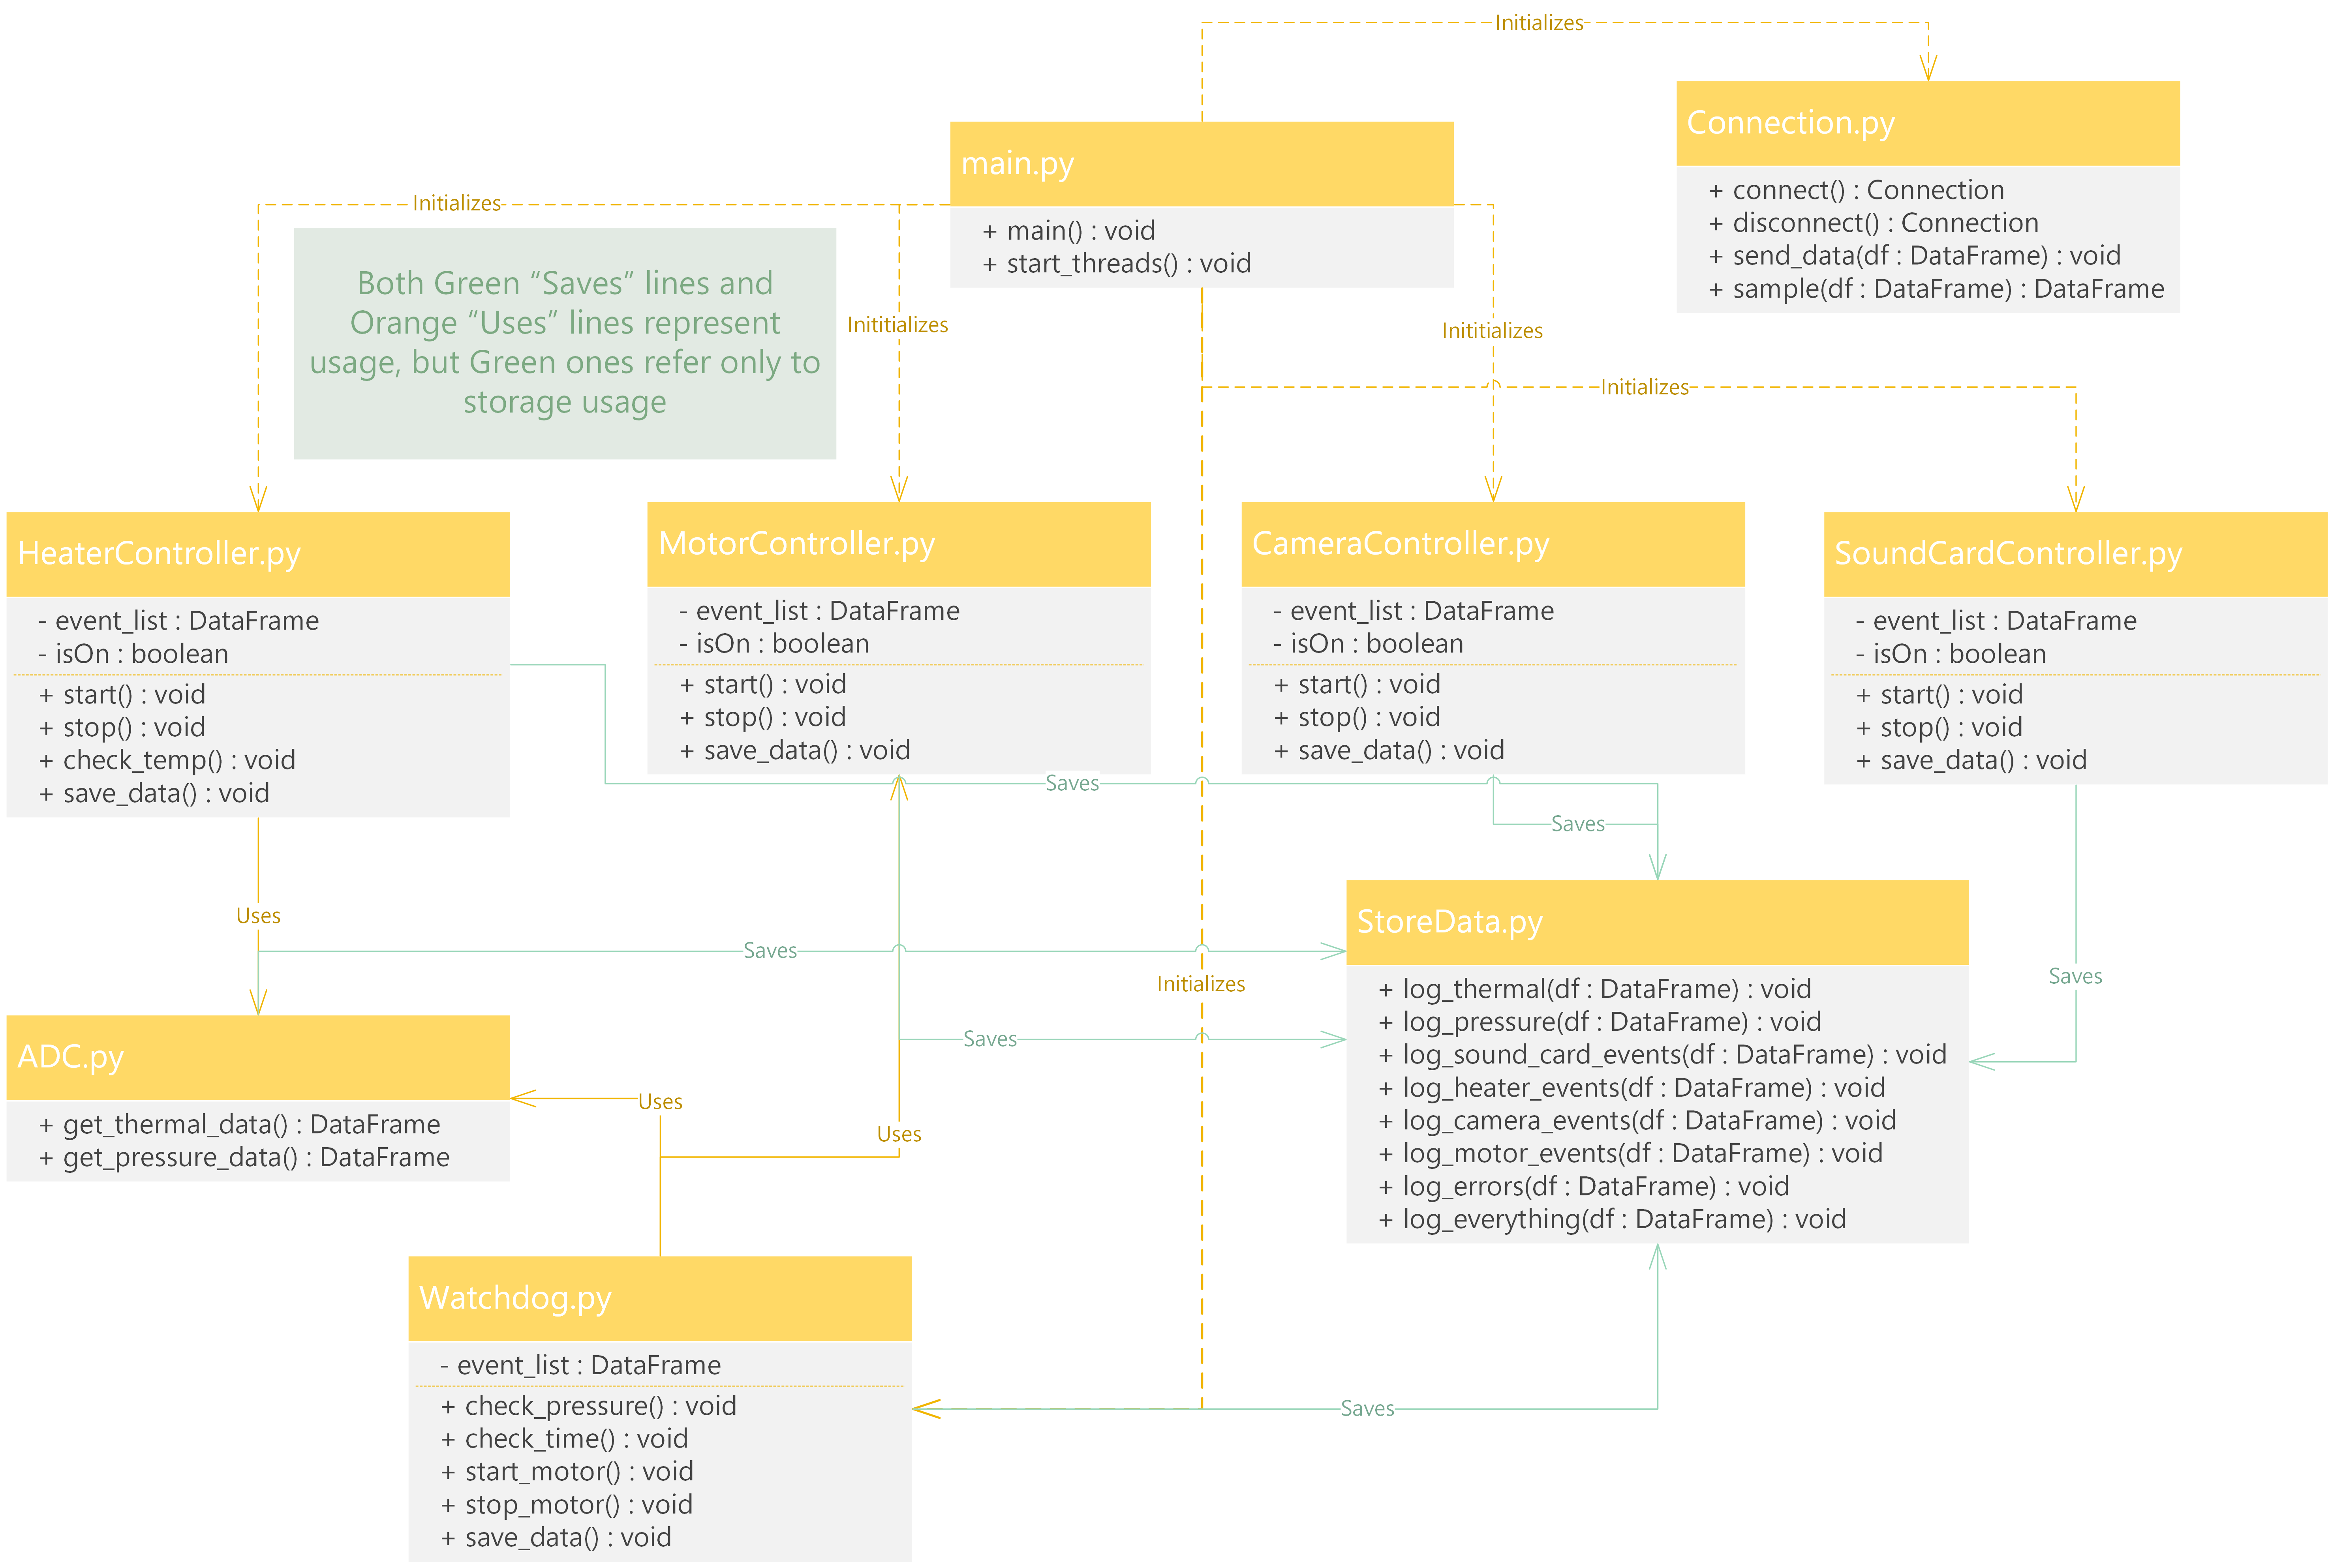 Initializes
Connection.py
+ connect() : Connection
+ disconnect() : Connection
+ send_data(df : DataFrame) : void
+ sample(df : DataFrame) : DataFrame
main.py
+ main() : void
+ start_threads() : void
Initializes
Both Green “Saves” lines and
Orange “Uses” lines represent
usage, but Green ones refer only to
storage usage
Inititializes
Inititializes
Initializes
HeaterController.py
- event_list : DataFrame
- isOn : boolean
+ start() : void
+ stop() : void
+ check_temp() : void
+ save_data() : void
MotorController.py
- event_list : DataFrame
- isOn : boolean
+ start() : void
+ stop() : void
+ save_data() : void
CameraController.py
- event_list : DataFrame
- isOn : boolean
+ start() : void
+ stop() : void
+ save_data() : void
SoundCardController.py
- event_list : DataFrame
- isOn : boolean
+ start() : void
+ stop() : void
+ save_data() : void
Saves
Saves
Uses
Saves
Initializes
Saves
Saves
StoreData.py
+ log_thermal(df : DataFrame) : void
+ log_pressure(df : DataFrame) : void
+ log_sound_card_events(df : DataFrame) : void
+ log_heater_events(df : DataFrame) : void
+ log_camera_events(df : DataFrame) : void
+ log_motor_events(df : DataFrame) : void
+ log_errors(df : DataFrame) : void
+ log_everything(df : DataFrame) : void
ADC.py
+ get_thermal_data() : DataFrame
+ get_pressure_data() : DataFrame
Uses
Uses
Watchdog.py
- event_list : DataFrame
+ check_pressure() : void
+ check_time() : void
+ start_motor() : void
+ stop_motor() : void
+ save_data() : void
Saves